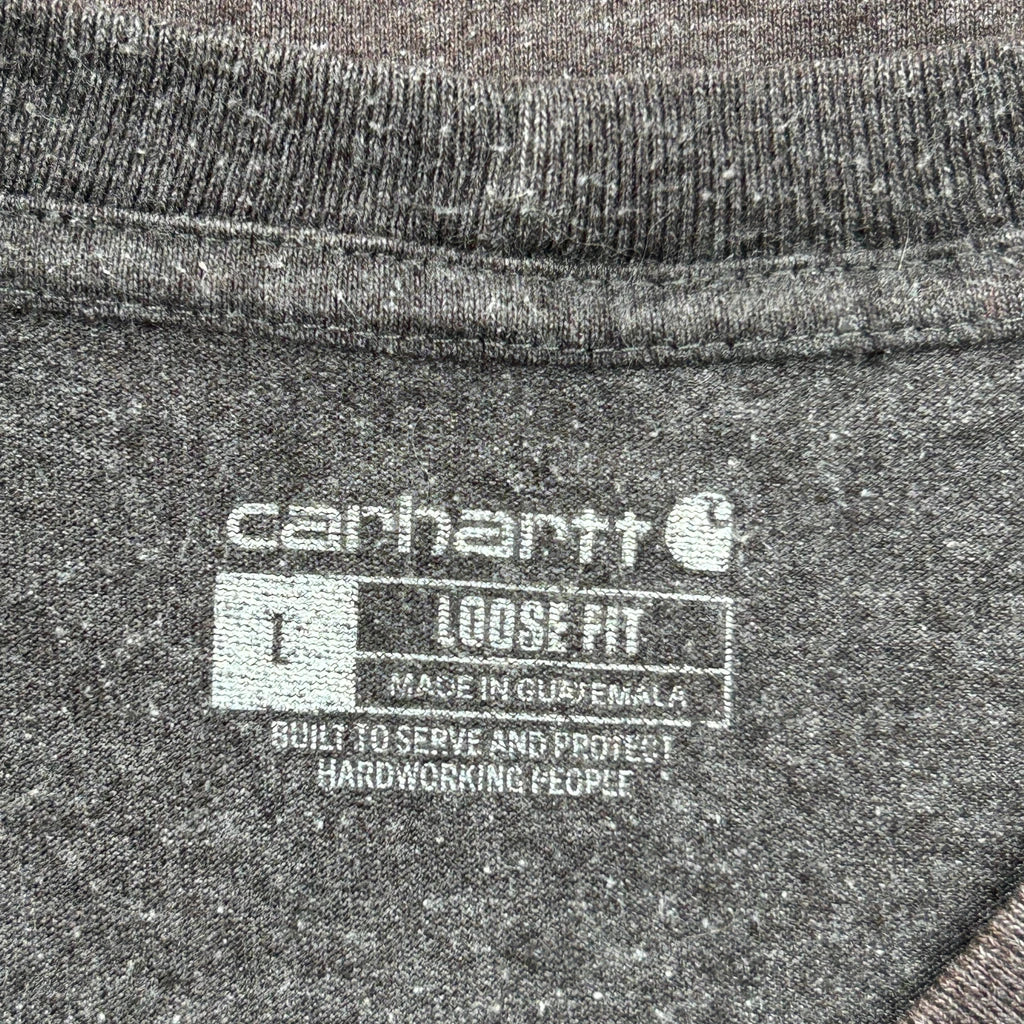 carhartt
L
LOOSE FIT
MADE IN GUATEMALA
BUILT TO SERVE AND PROTECT
HARDWORKING PEOPLE